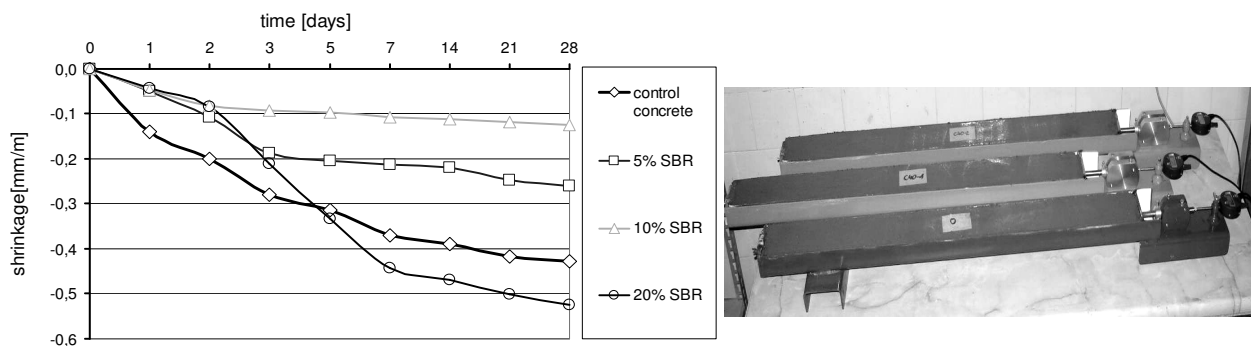 time [days]
0 1 2 3 5 7 14 21 28
0,0
-0,1
-0,2
-0,3
-0,4
-0,5
-0.6
shrinkage[mm/m]
control
concrete
5% SBR
10% SBR
20% SBR